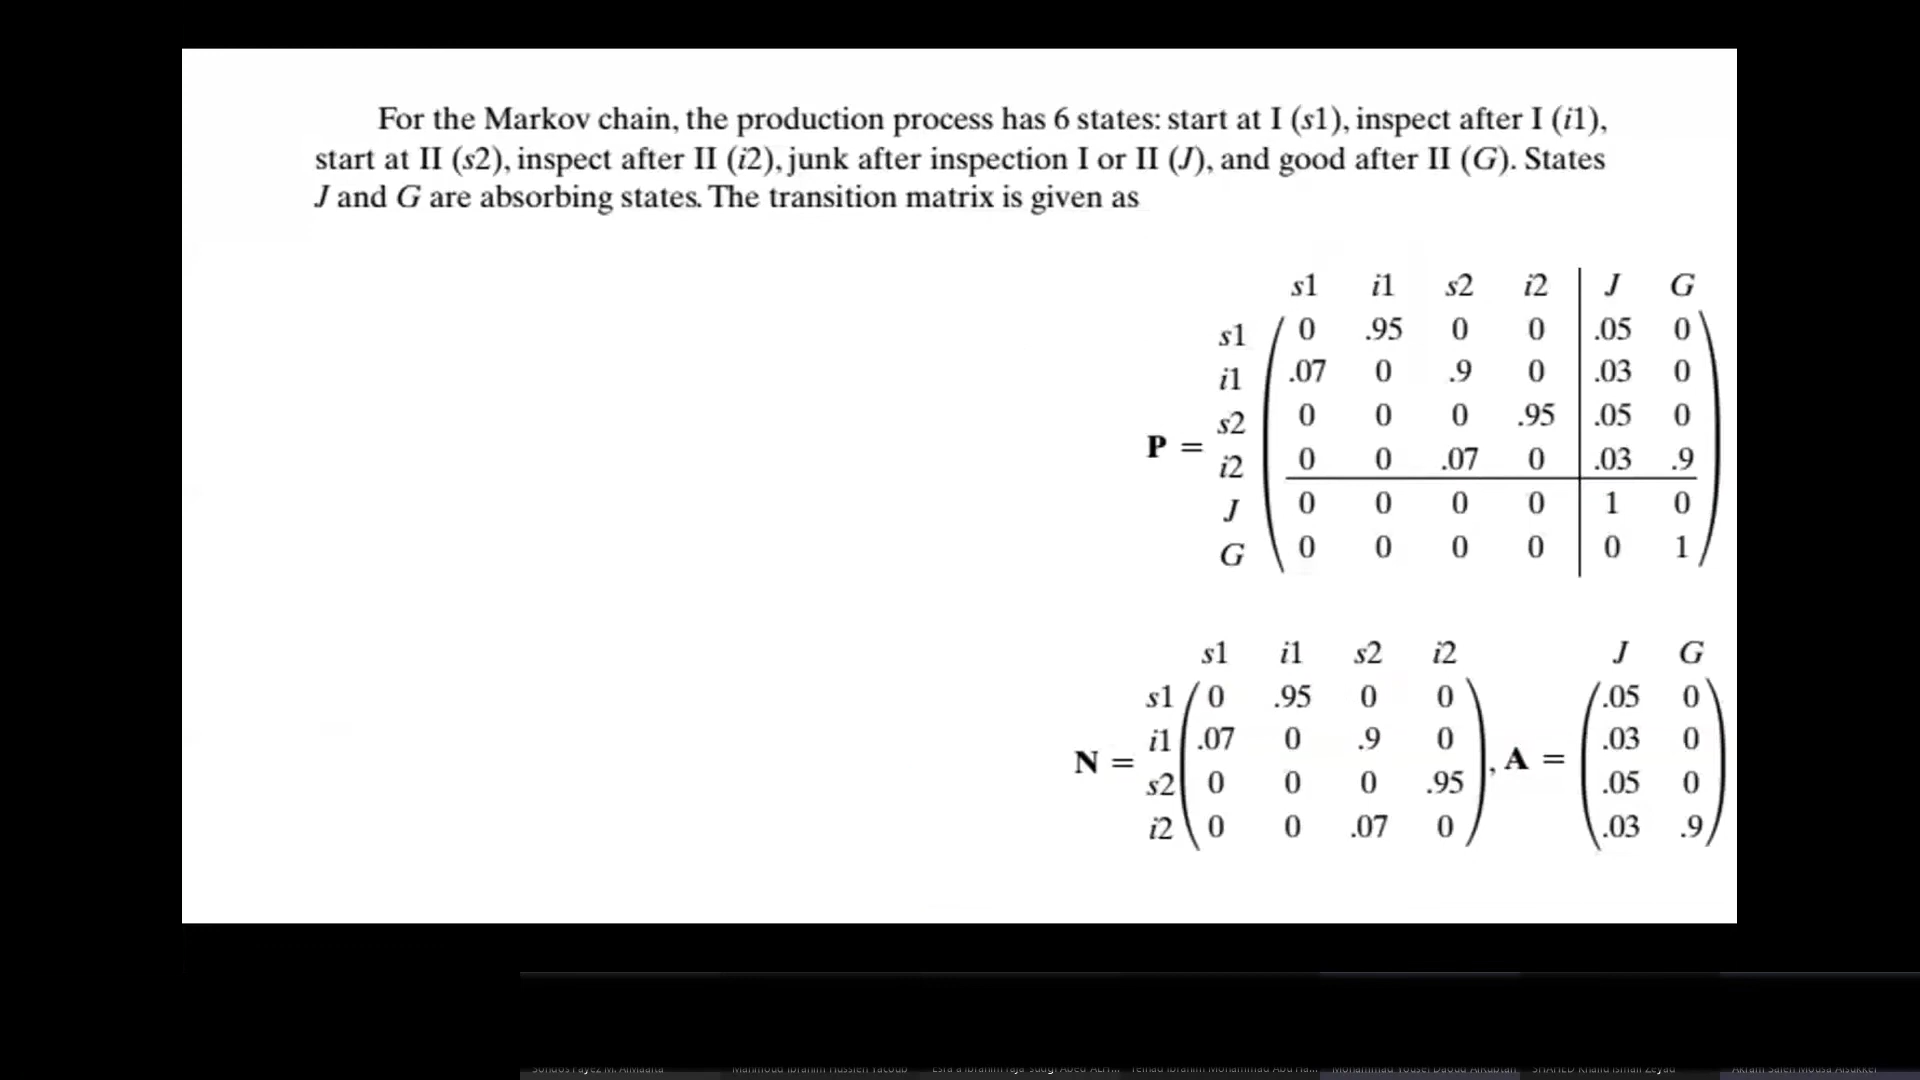 For the Markov chain, the production process has 6 states: start at I (s1), inspect after I (i1),
start at II (s2), inspect after II (i2), junk after inspection I or II (J), and good after II (G). States
J and G are absorbing states. The transition matrix is given as
s1 i1 s2 i2 J G
s1 0 .95 0 0 .05 0
i1 .07 0 .9 0 .03 0
s2 0 0 0 .95 .05 0
P =
i2 0 0 .07 0 .03 .9
J 0 0 0 0 1 0
G 0 0 0 0 0 1
s1 i1 s2 i2 J G
s1 0 .95 0 0 .05 0
i1 .07 0 .9 0 .03 0
N = , A =
s2 0 0 0 .95 .05 0
i2 0 0 .07 0 .03 .9